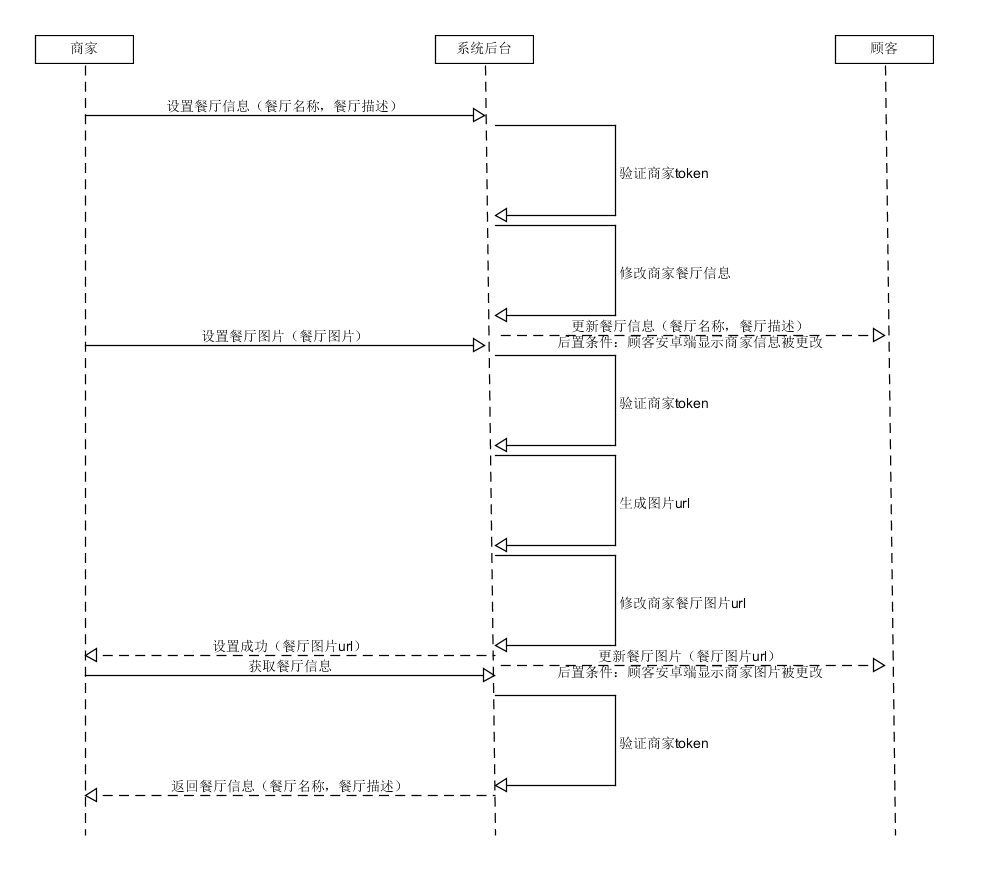 商家
系统后台
顾客
设置餐厅信息（餐厅名称，餐厅描述）
验证商家token
修改商家餐厅信息
更新餐厅信息（餐厅名称，餐厅描述）
设置餐厅图片（餐厅图片）
后置条件：顾客安卓端显示商家信息被更改
验证商家token
生成图片url
修改商家餐厅图片url
设置成功（餐厅图片url）
更新餐厅图片（餐厅图片url）
获取餐厅信息
后置条件：顾客安卓端显示商家图片被更改
验证商家token
返回餐厅信息（餐厅名称，餐厅描述）